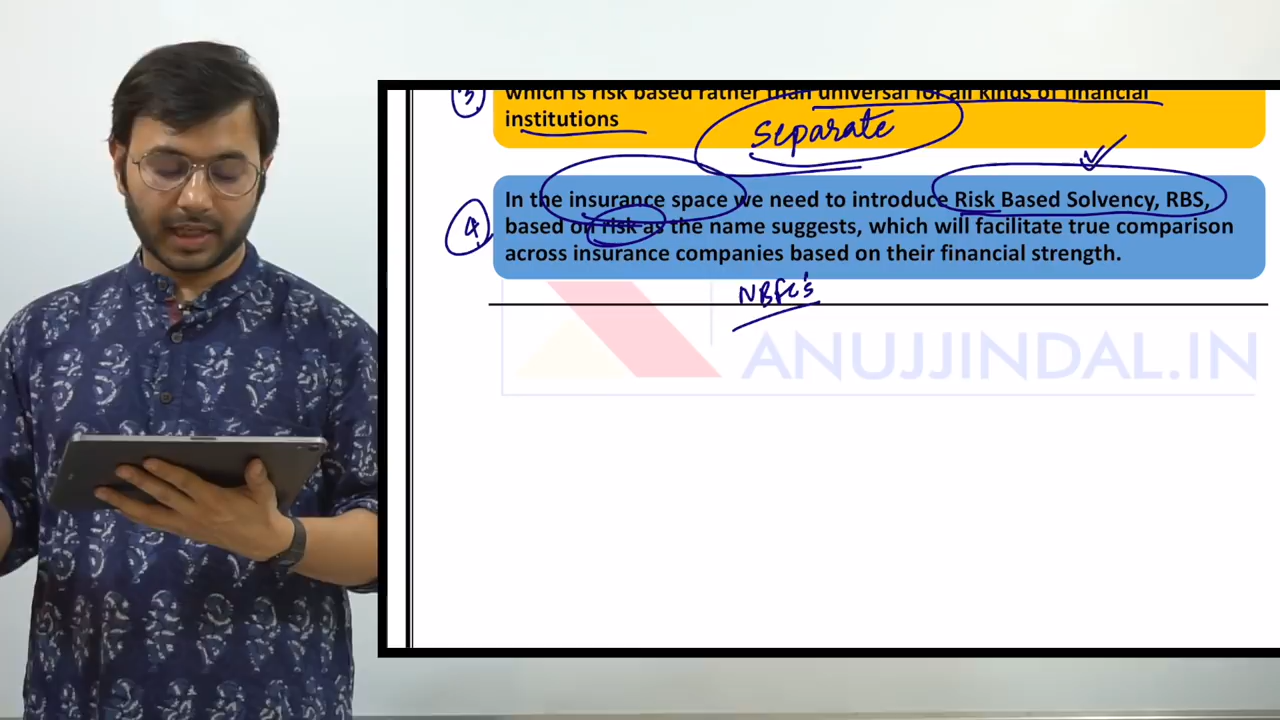 3
which is risk based rather than universal for all kinds of financial
institutions
separate
4
In the insurance space we need to introduce Risk Based Solvency, RBS,
based on risk as the name suggests, which will facilitate true comparison
across insurance companies based on their financial strength.
NBFC's
ANUJJINDAL.IN